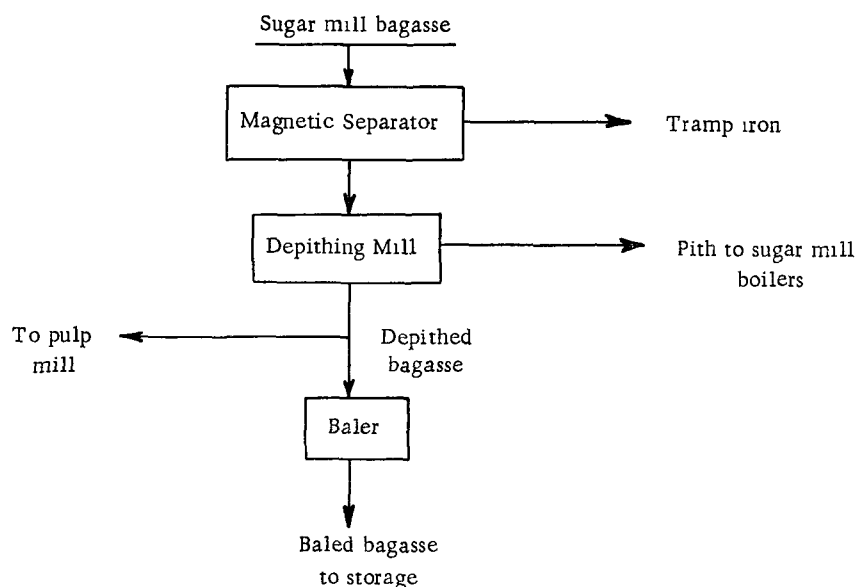 Sugar mill bagasse
Magnetic Separator
Tramp iron
Depithing Mill
Pith to sugar mill
boilers
To pulp
mill
Depithed
bagasse
Baler
Baled bagasse
to storage